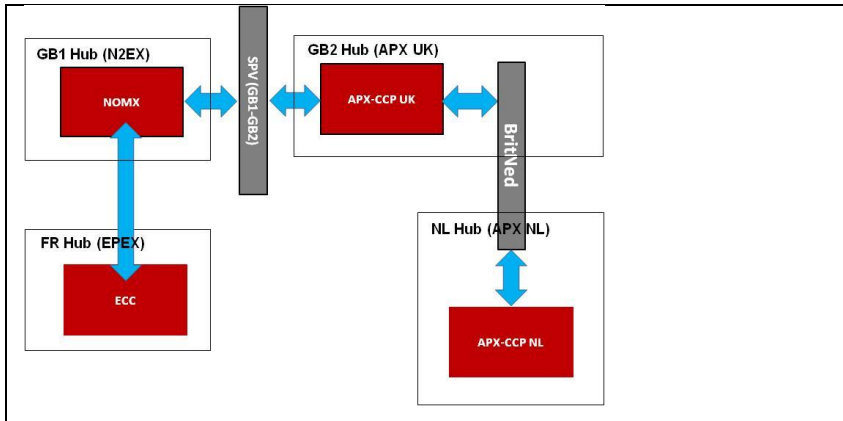 GB1 Hub (N2EX)
NOMX
SPV (GB1-GB2)
GB2 Hub (APX UK)
APX-CCP UK
BritNed
FR Hub (EPEX)
ECC
NL Hub (APX NL)
APX-CCP NL